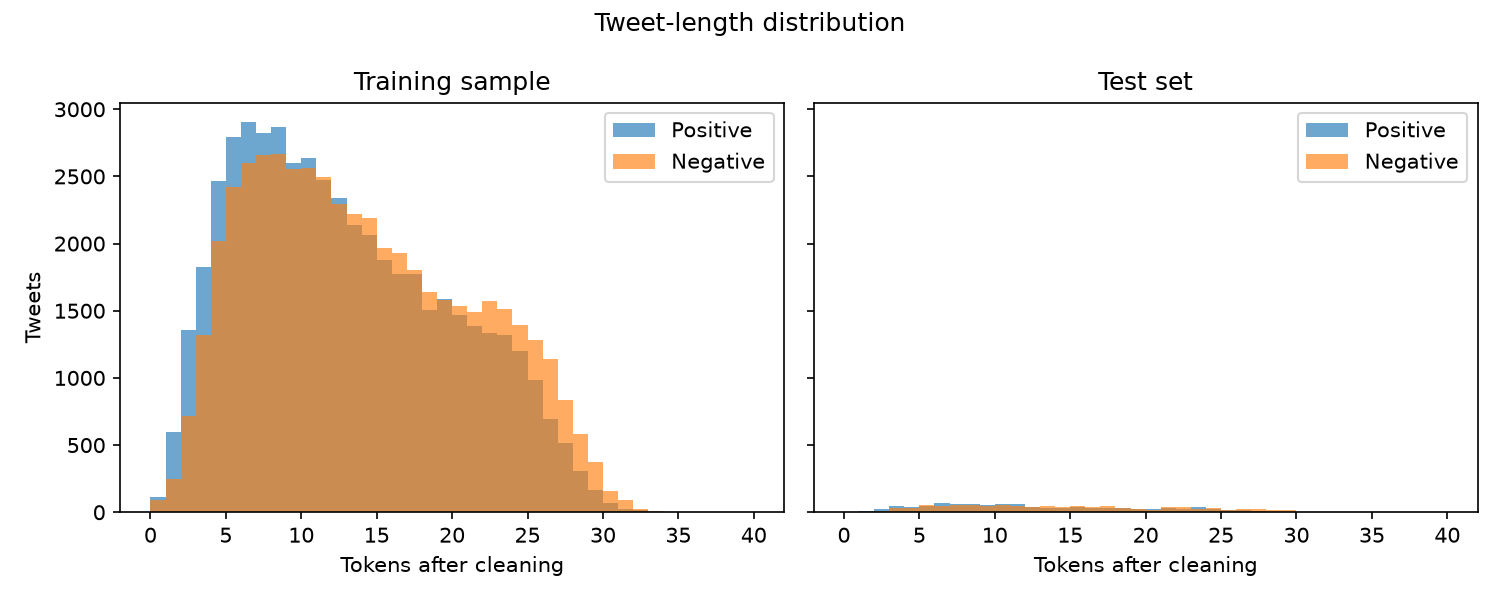 Tweet-length distribution
Training sample
3000
2500
2000
1500
1000
500
0
Tweets
Positive
Negative
0 5 10 15 20 25 30 35 40
Tokens after cleaning
Test set
Positive
Negative
0 5 10 15 20 25 30 35 40
Tokens after cleaning